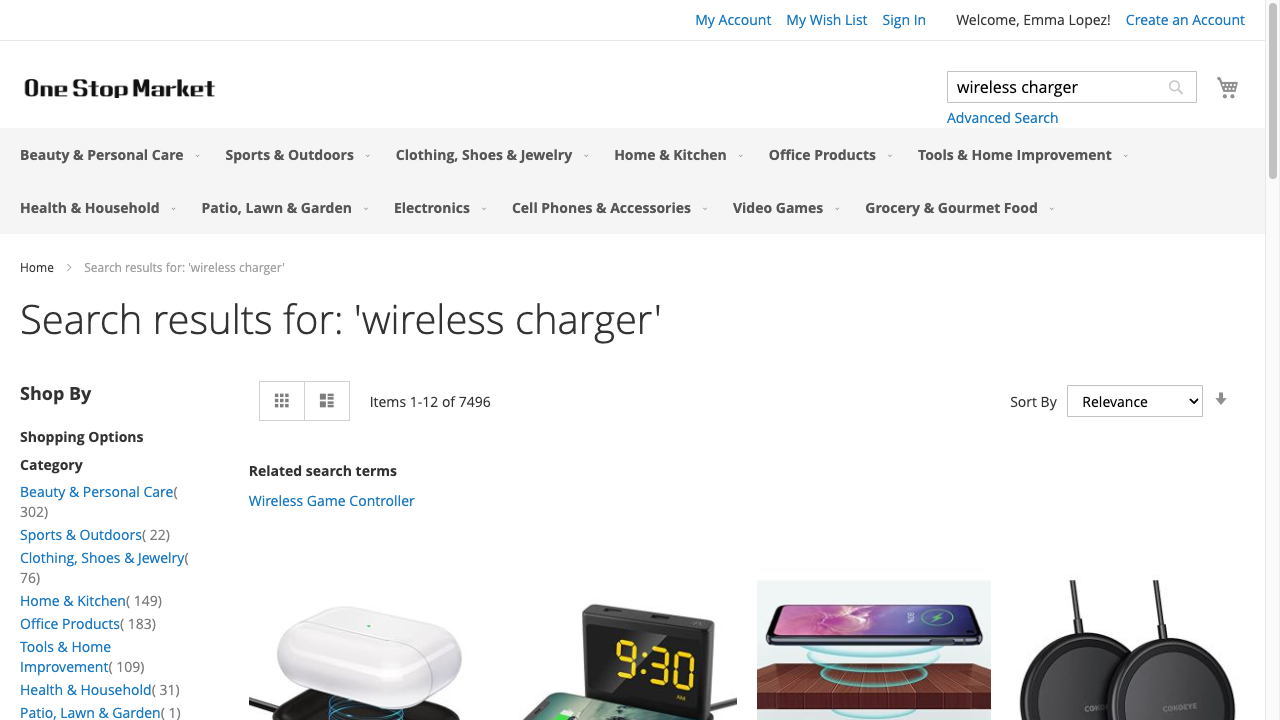 My Account My Wish List Sign In Welcome, Emma Lopez! Create an Account
One Stop Market
wireless charger
Advanced Search
Beauty & Personal Care Sports & Outdoors Clothing, Shoes & Jewelry Home & Kitchen Office Products Tools & Home Improvement
Health & Household Patio, Lawn & Garden Electronics Cell Phones & Accessories Video Games Grocery & Gourmet Food
Home Search results for: 'wireless charger'
Search results for: 'wireless charger'
Shop By
Items 1-12 of 7496
Sort By Relevance
Shopping Options
Category
Beauty & Personal Care( 302)
Sports & Outdoors( 22)
Clothing, Shoes & Jewelry( 76)
Home & Kitchen( 149)
Office Products( 183)
Tools & Home
Improvement( 109)
Health & Household( 31)
Patio, Lawn & Garden( 1)
Related search terms
Wireless Game Controller
9:30
AM